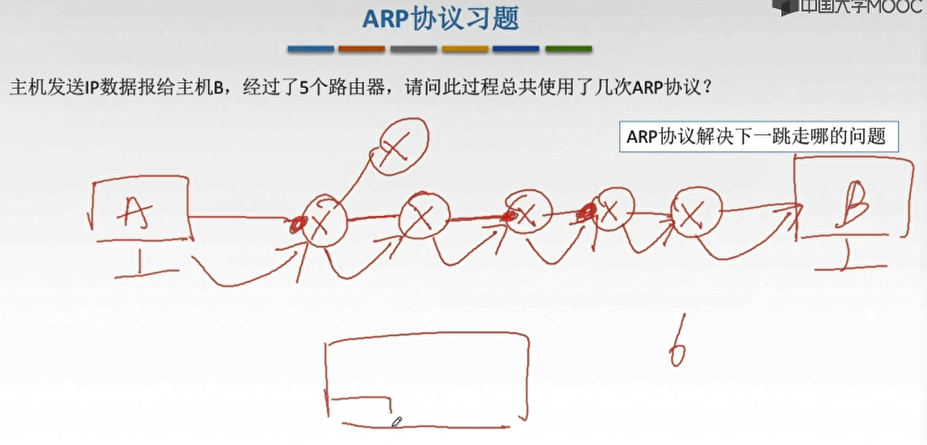 中国大学MOOC
ARP协议习题
主机发送IP数据报给主机B，经过了5个路由器，请问此过程总共使用了几次ARP协议？
ARP协议解决下一跳走哪的问题
A
B
6